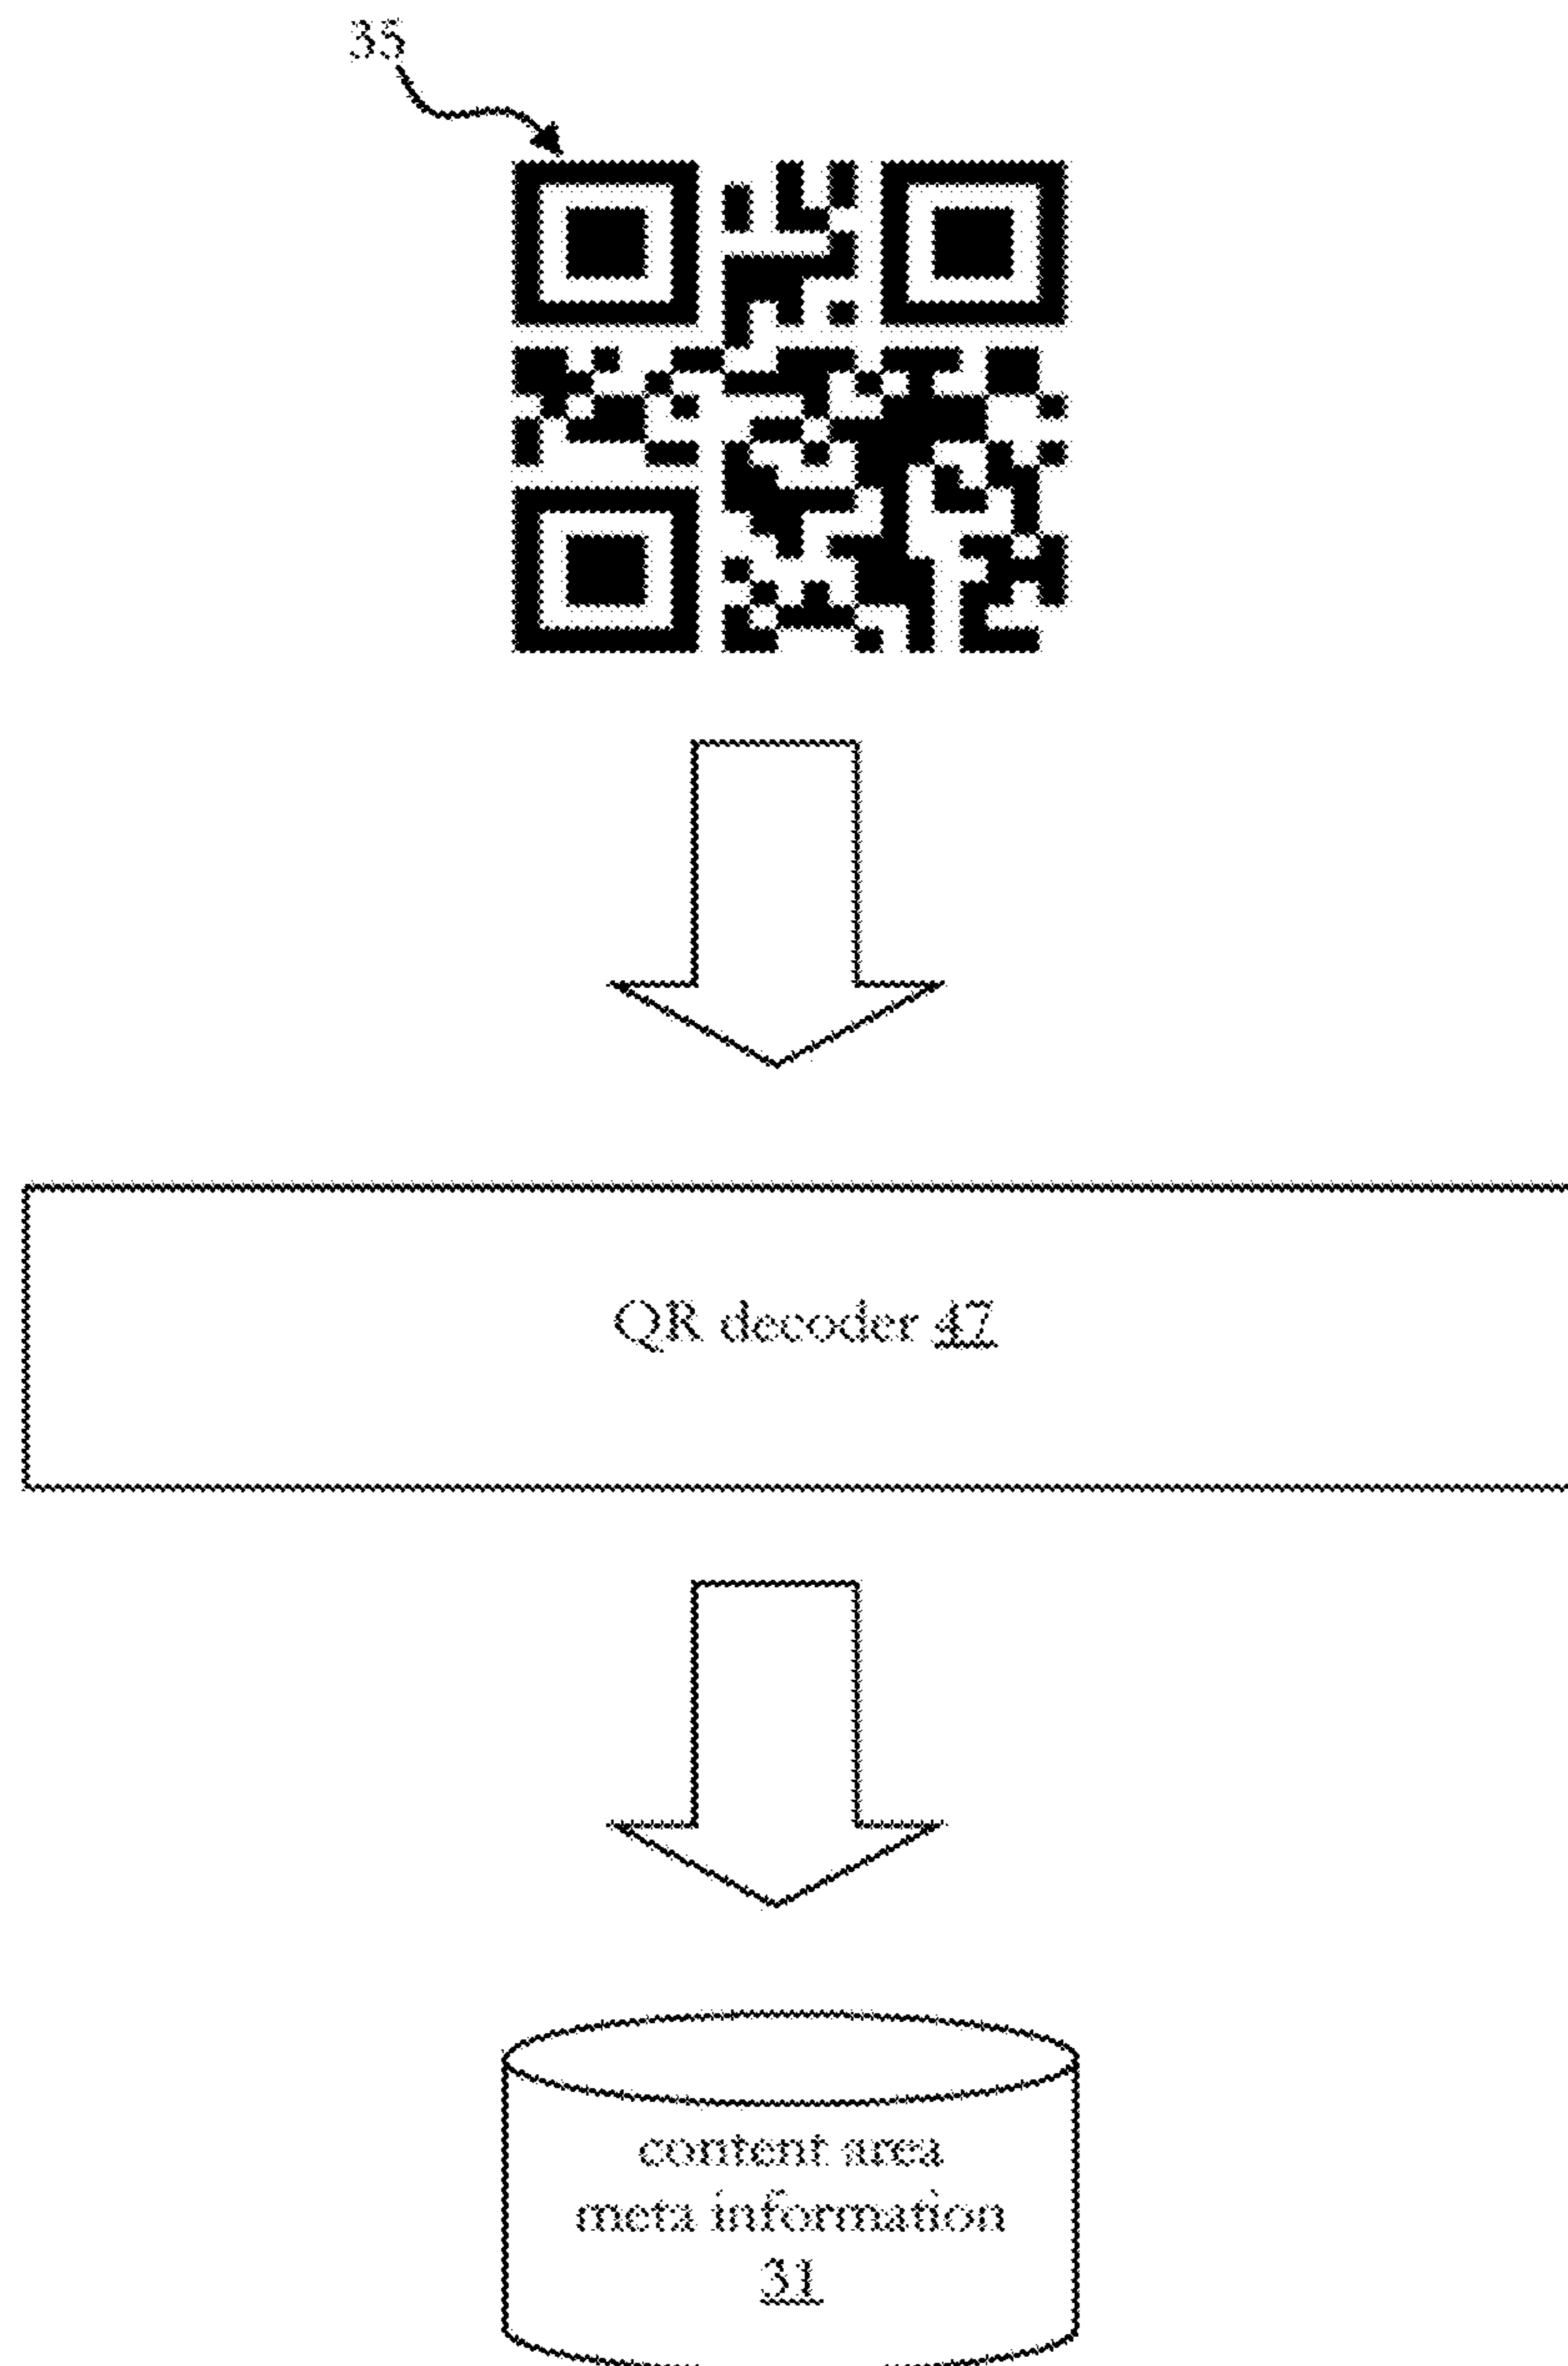 35
QR decoder 47
content area
meta information
31